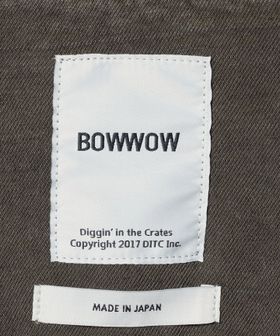 BOWWOW
Diggin' in the Crates
Copyright 2017 DITC Inc.
MADE IN JAPAN